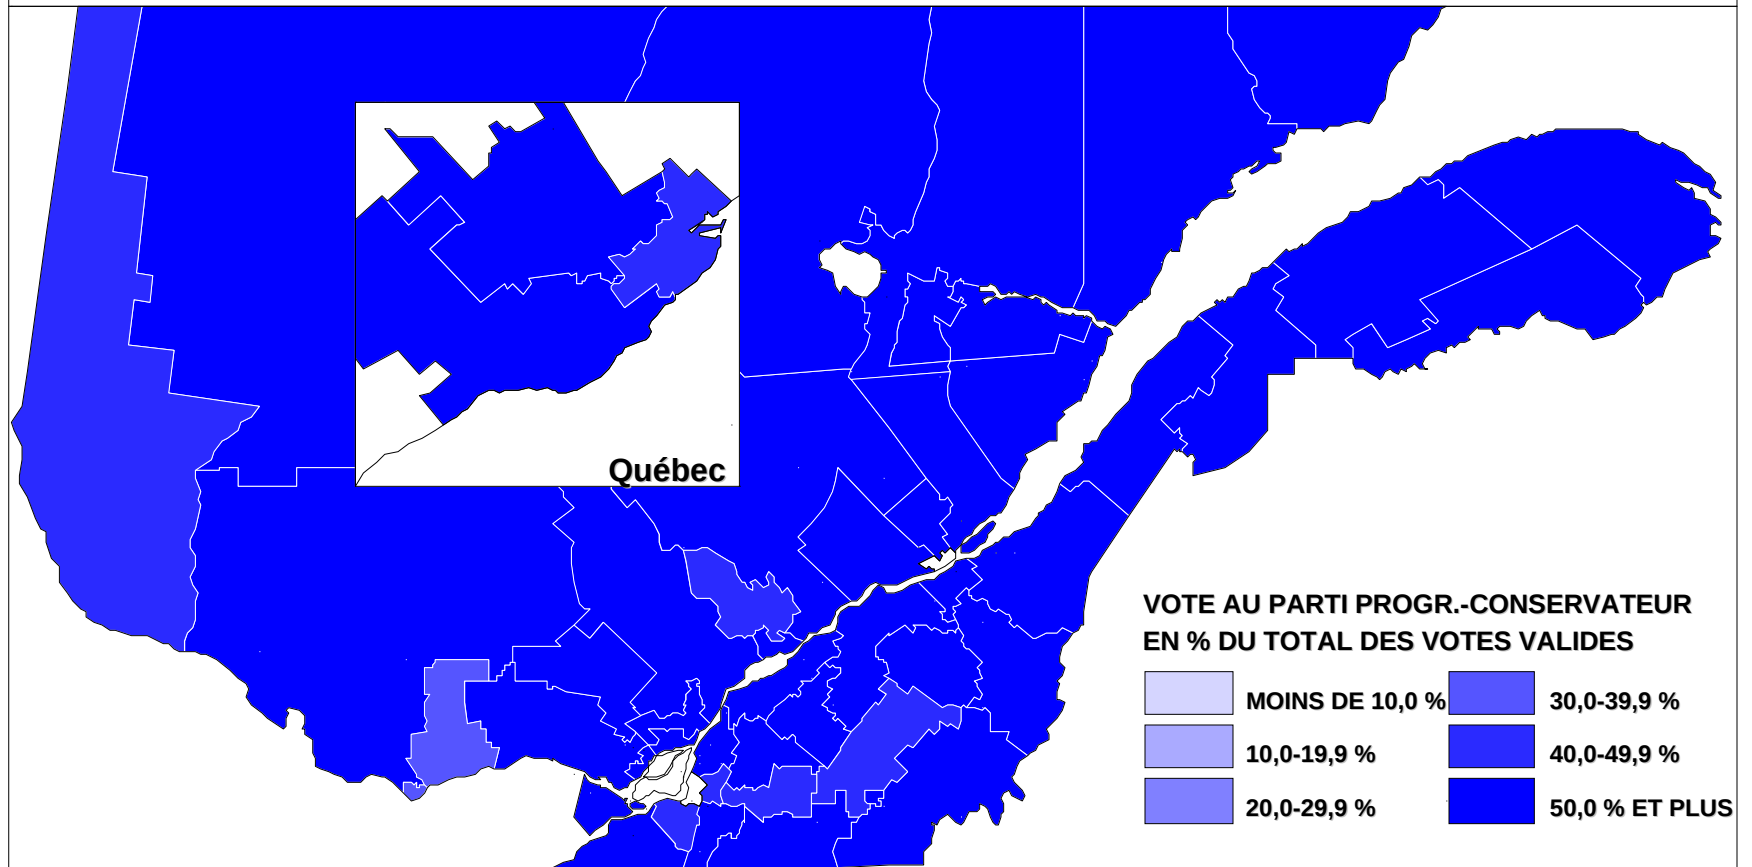 Québec
VOTE AU PARTI PROGR.-CONSERVATEUR
EN % DU TOTAL DES VOTES VALIDES
MOINS DE 10,0 %
10,0-19,9 %
20,0-29,9 %
30,0-39,9 %
40,0-49,9 %
50,0 % ET PLUS